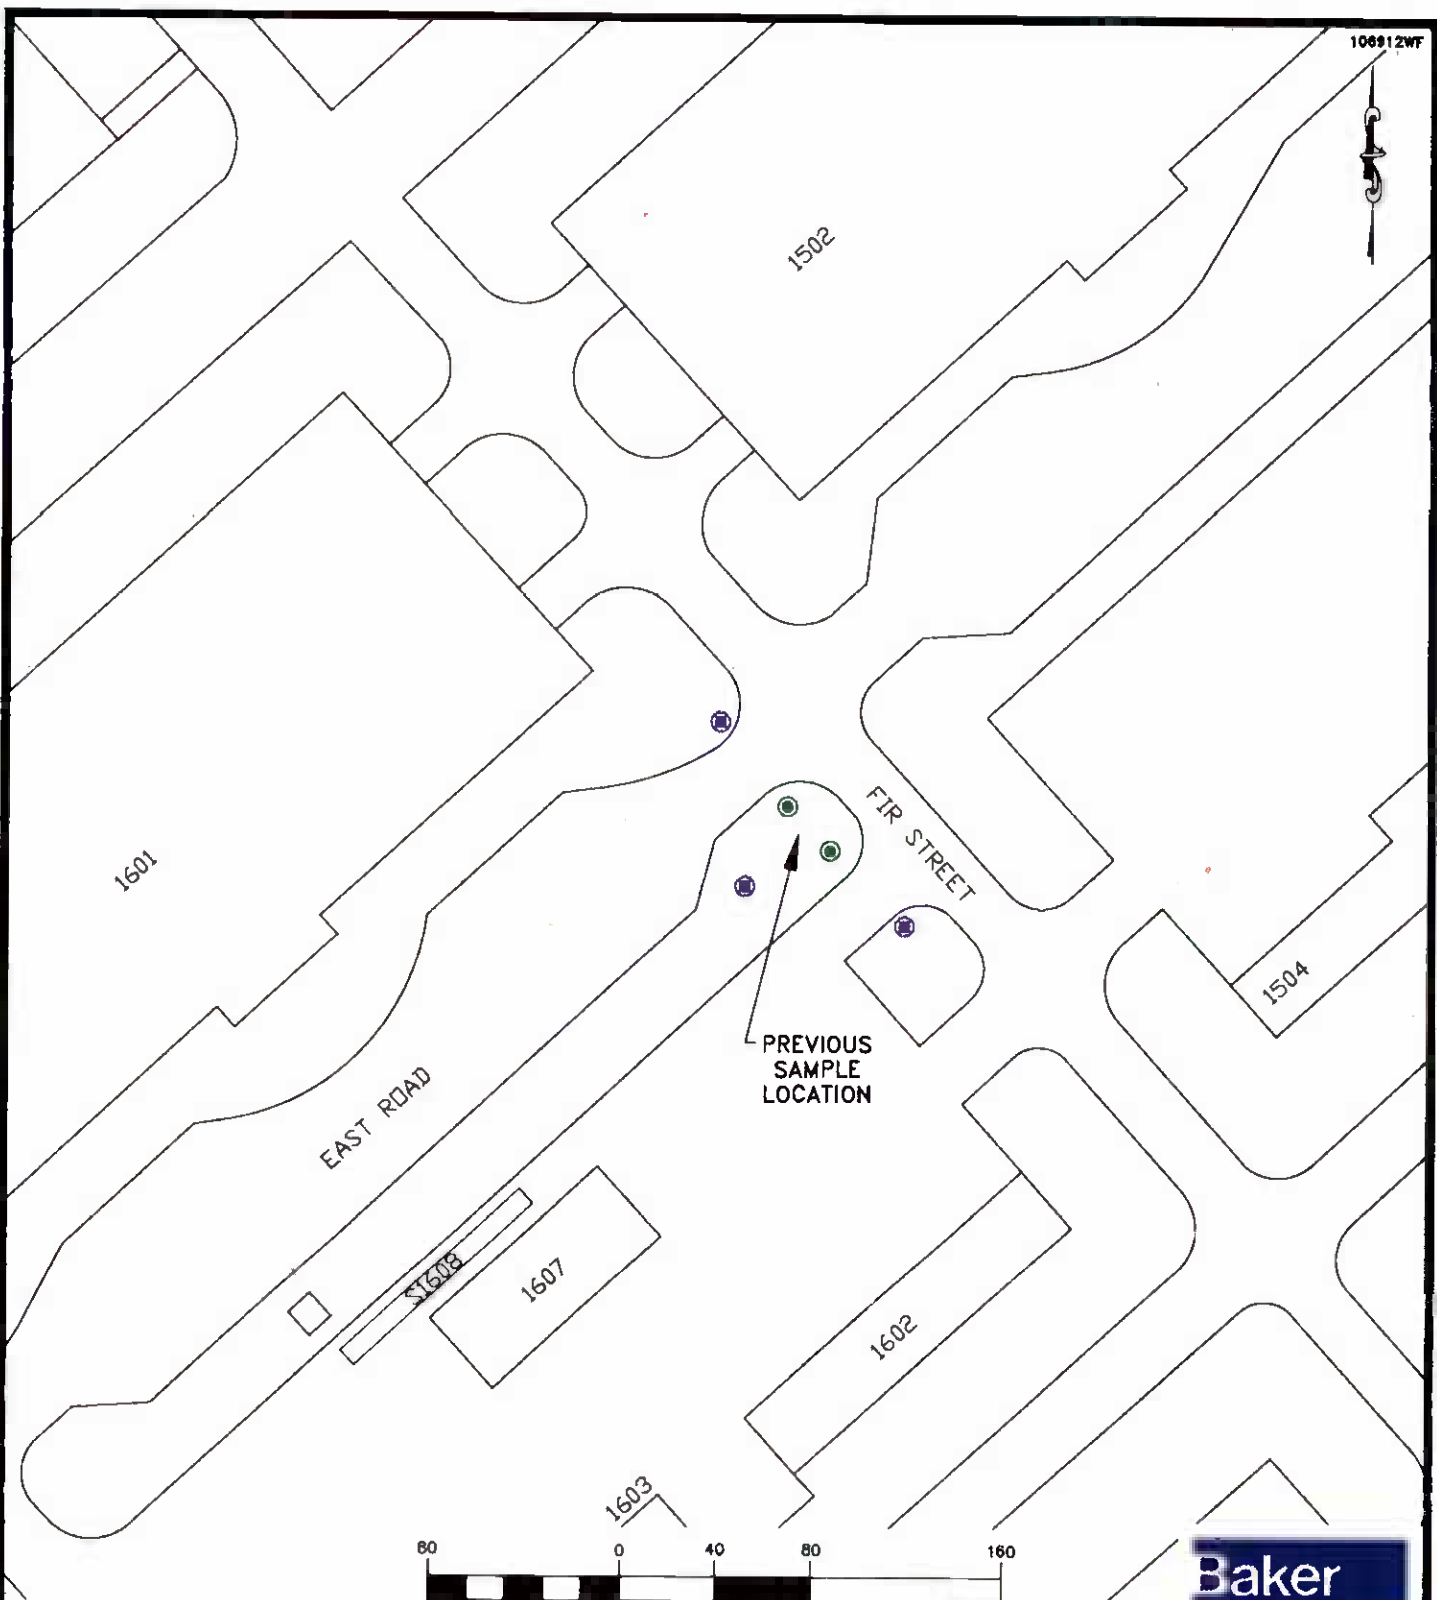 106912WF
1502
1601
FIR STREET
1504
PREVIOUS
SAMPLE
LOCATION
EAST ROAD
S1608
1607
1602
1603
80 0 40 80 160
Baker